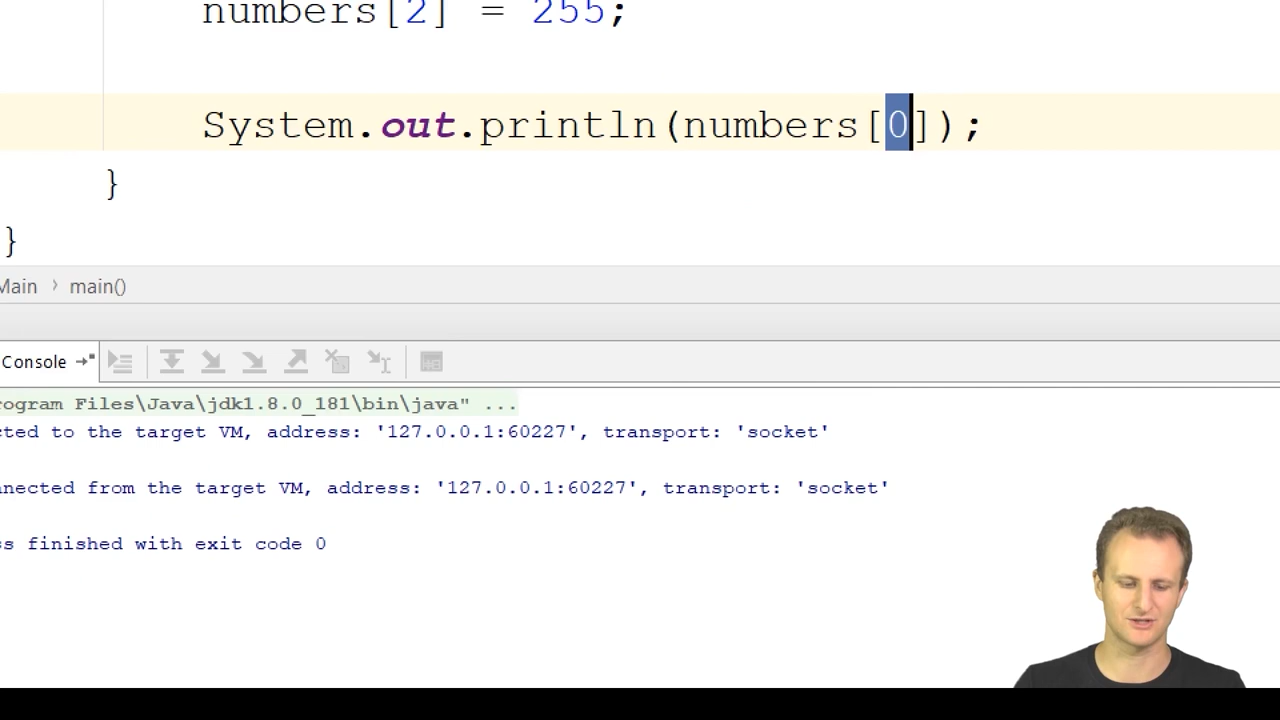 numbers[2] = 255;
System.out.println(numbers[0]);
}
}
Main › main()
Console
rogram Files\Java\jdk1.8.0_181\bin\java" ...
cted to the target VM, address: '127.0.0.1:60227', transport: 'socket'
nnected from the target VM, address: '127.0.0.1:60227', transport: 'socket'
ss finished with exit code 0